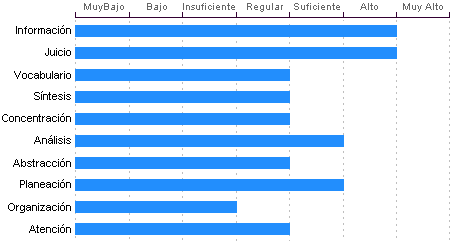 MuyBajo Bajo Insuficiente Regular Suficiente Alto Muy Alto
Información
Juicio
Vocabulario
Síntesis
Concentración
Análisis
Abstracción
Planeación
Organización
Atención